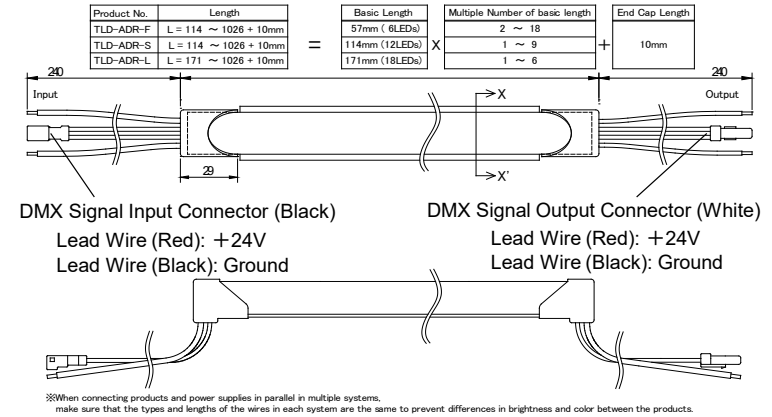 Product No. Length Basic Length Multiple Number of basic length End Cap Length
TLD-ADR-F L = 114 ～ 1026 + 10mm 57mm ( 6LEDs) 2 ～ 18
TLD-ADR-S L = 114 ～ 1026 + 10mm = 114mm (12LEDs) X 1 ～ 9 + 10mm
TLD-ADR-L L = 171 ～ 1026 + 10mm 171mm (18LEDs) 1 ～ 6
240 240
Input X Output
29 X'
DMX Signal Input Connector (Black) DMX Signal Output Connector (White)
Lead Wire (Red): ＋24V Lead Wire (Red): ＋24V
Lead Wire (Black): Ground Lead Wire (Black): Ground
※When connecting products and power supplies in parallel in multiple systems,
make sure that the types and lengths of the wires in each system are the same to prevent differences in brightness and color between the products.